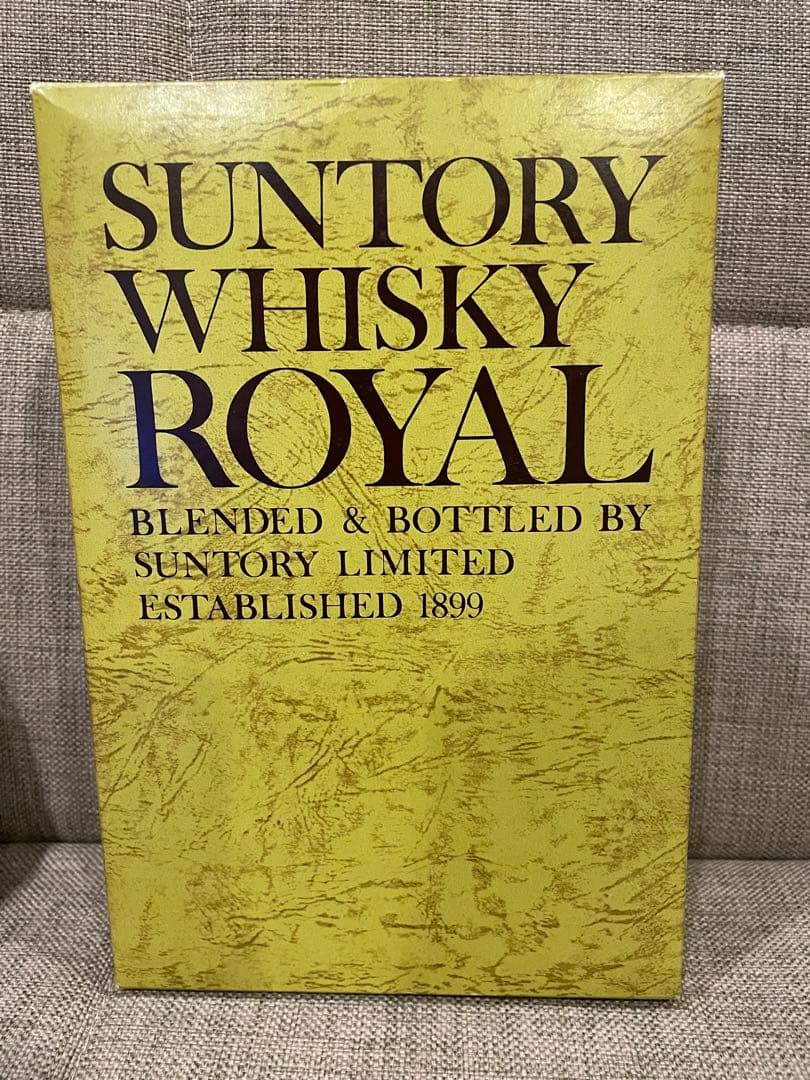 SUNTORY
WHISKY
ROYAL
BLENDED & BOTTLED BY
SUNTORY LIMITED
ESTABLISHED 1899